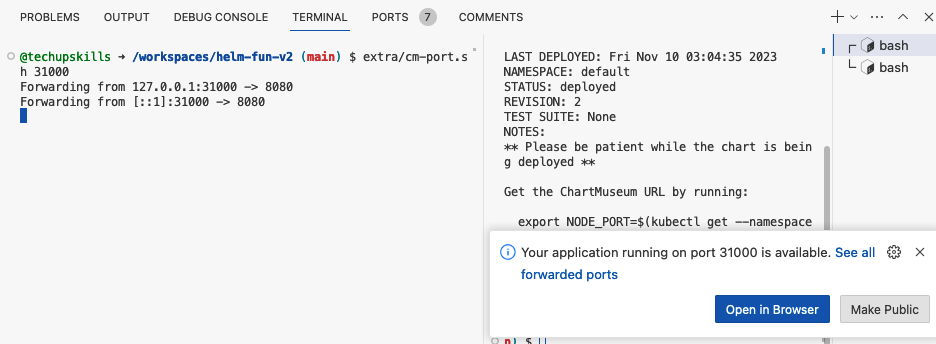 PROBLEMS OUTPUT DEBUG CONSOLE TERMINAL PORTS 7 COMMENTS
@techupskills ➜ /workspaces/helm-fun-v2 (main) $ extra/cm-port.s
h 31000
Forwarding from 127.0.0.1:31000 -> 8080
Forwarding from [::1]:31000 -> 8080
LAST DEPLOYED: Fri Nov 10 03:04:35 2023
NAMESPACE: default
STATUS: deployed
REVISION: 2
TEST SUITE: None
NOTES:
** Please be patient while the chart is bein
g deployed **
Get the ChartMuseum URL by running:
export NODE_PORT=$(kubectl get --namespace
n) $
bash
bash
Your application running on port 31000 is available. See all
forwarded ports
Open in Browser Make Public